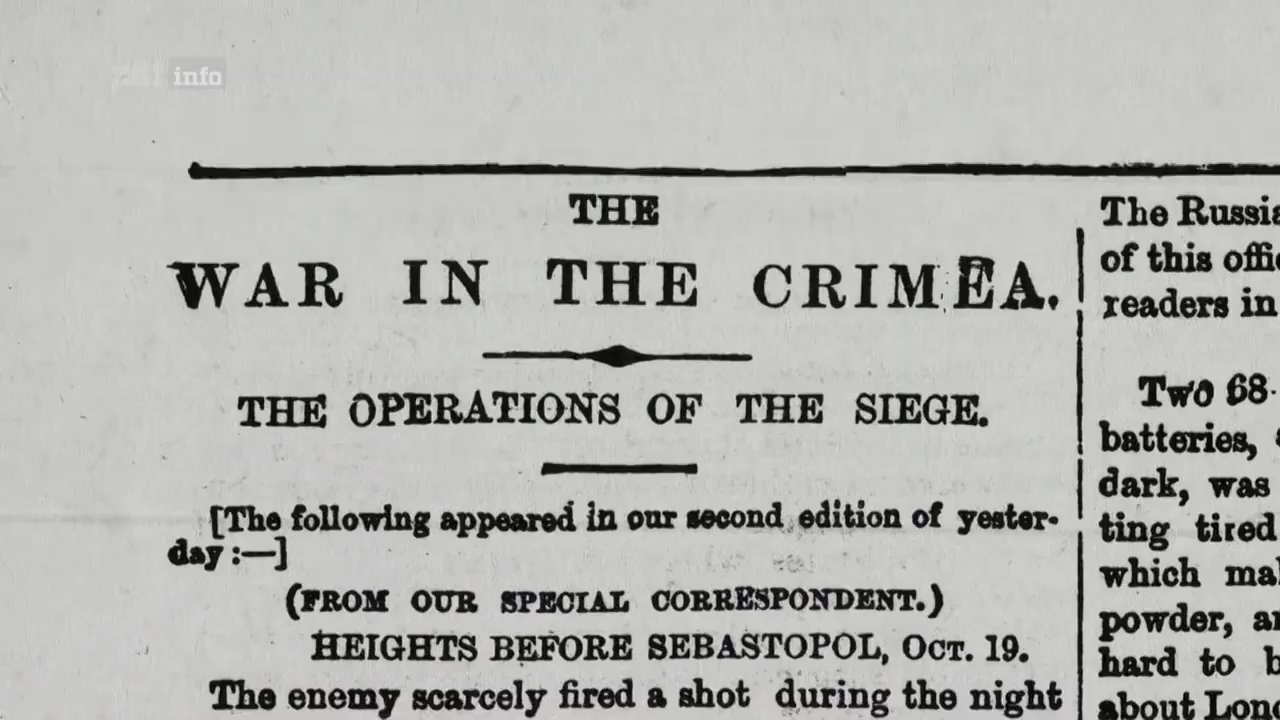 info
THE
WAR IN THE CRIMEA.
THE OPERATIONS OF THE SIEGE.
[The following appeared in our second edition of yester-
day :—]
(FROM OUR SPECIAL CORRESPONDENT.)
HEIGHTS BEFORE SEBASTOPOL, OCT. 19.
The enemy scarcely fired a shot during the night
The Russia
of this offi
readers in
Two 68-
batteries,
dark, was
ting tired
which ma
powder, a
hard to b
about Lon